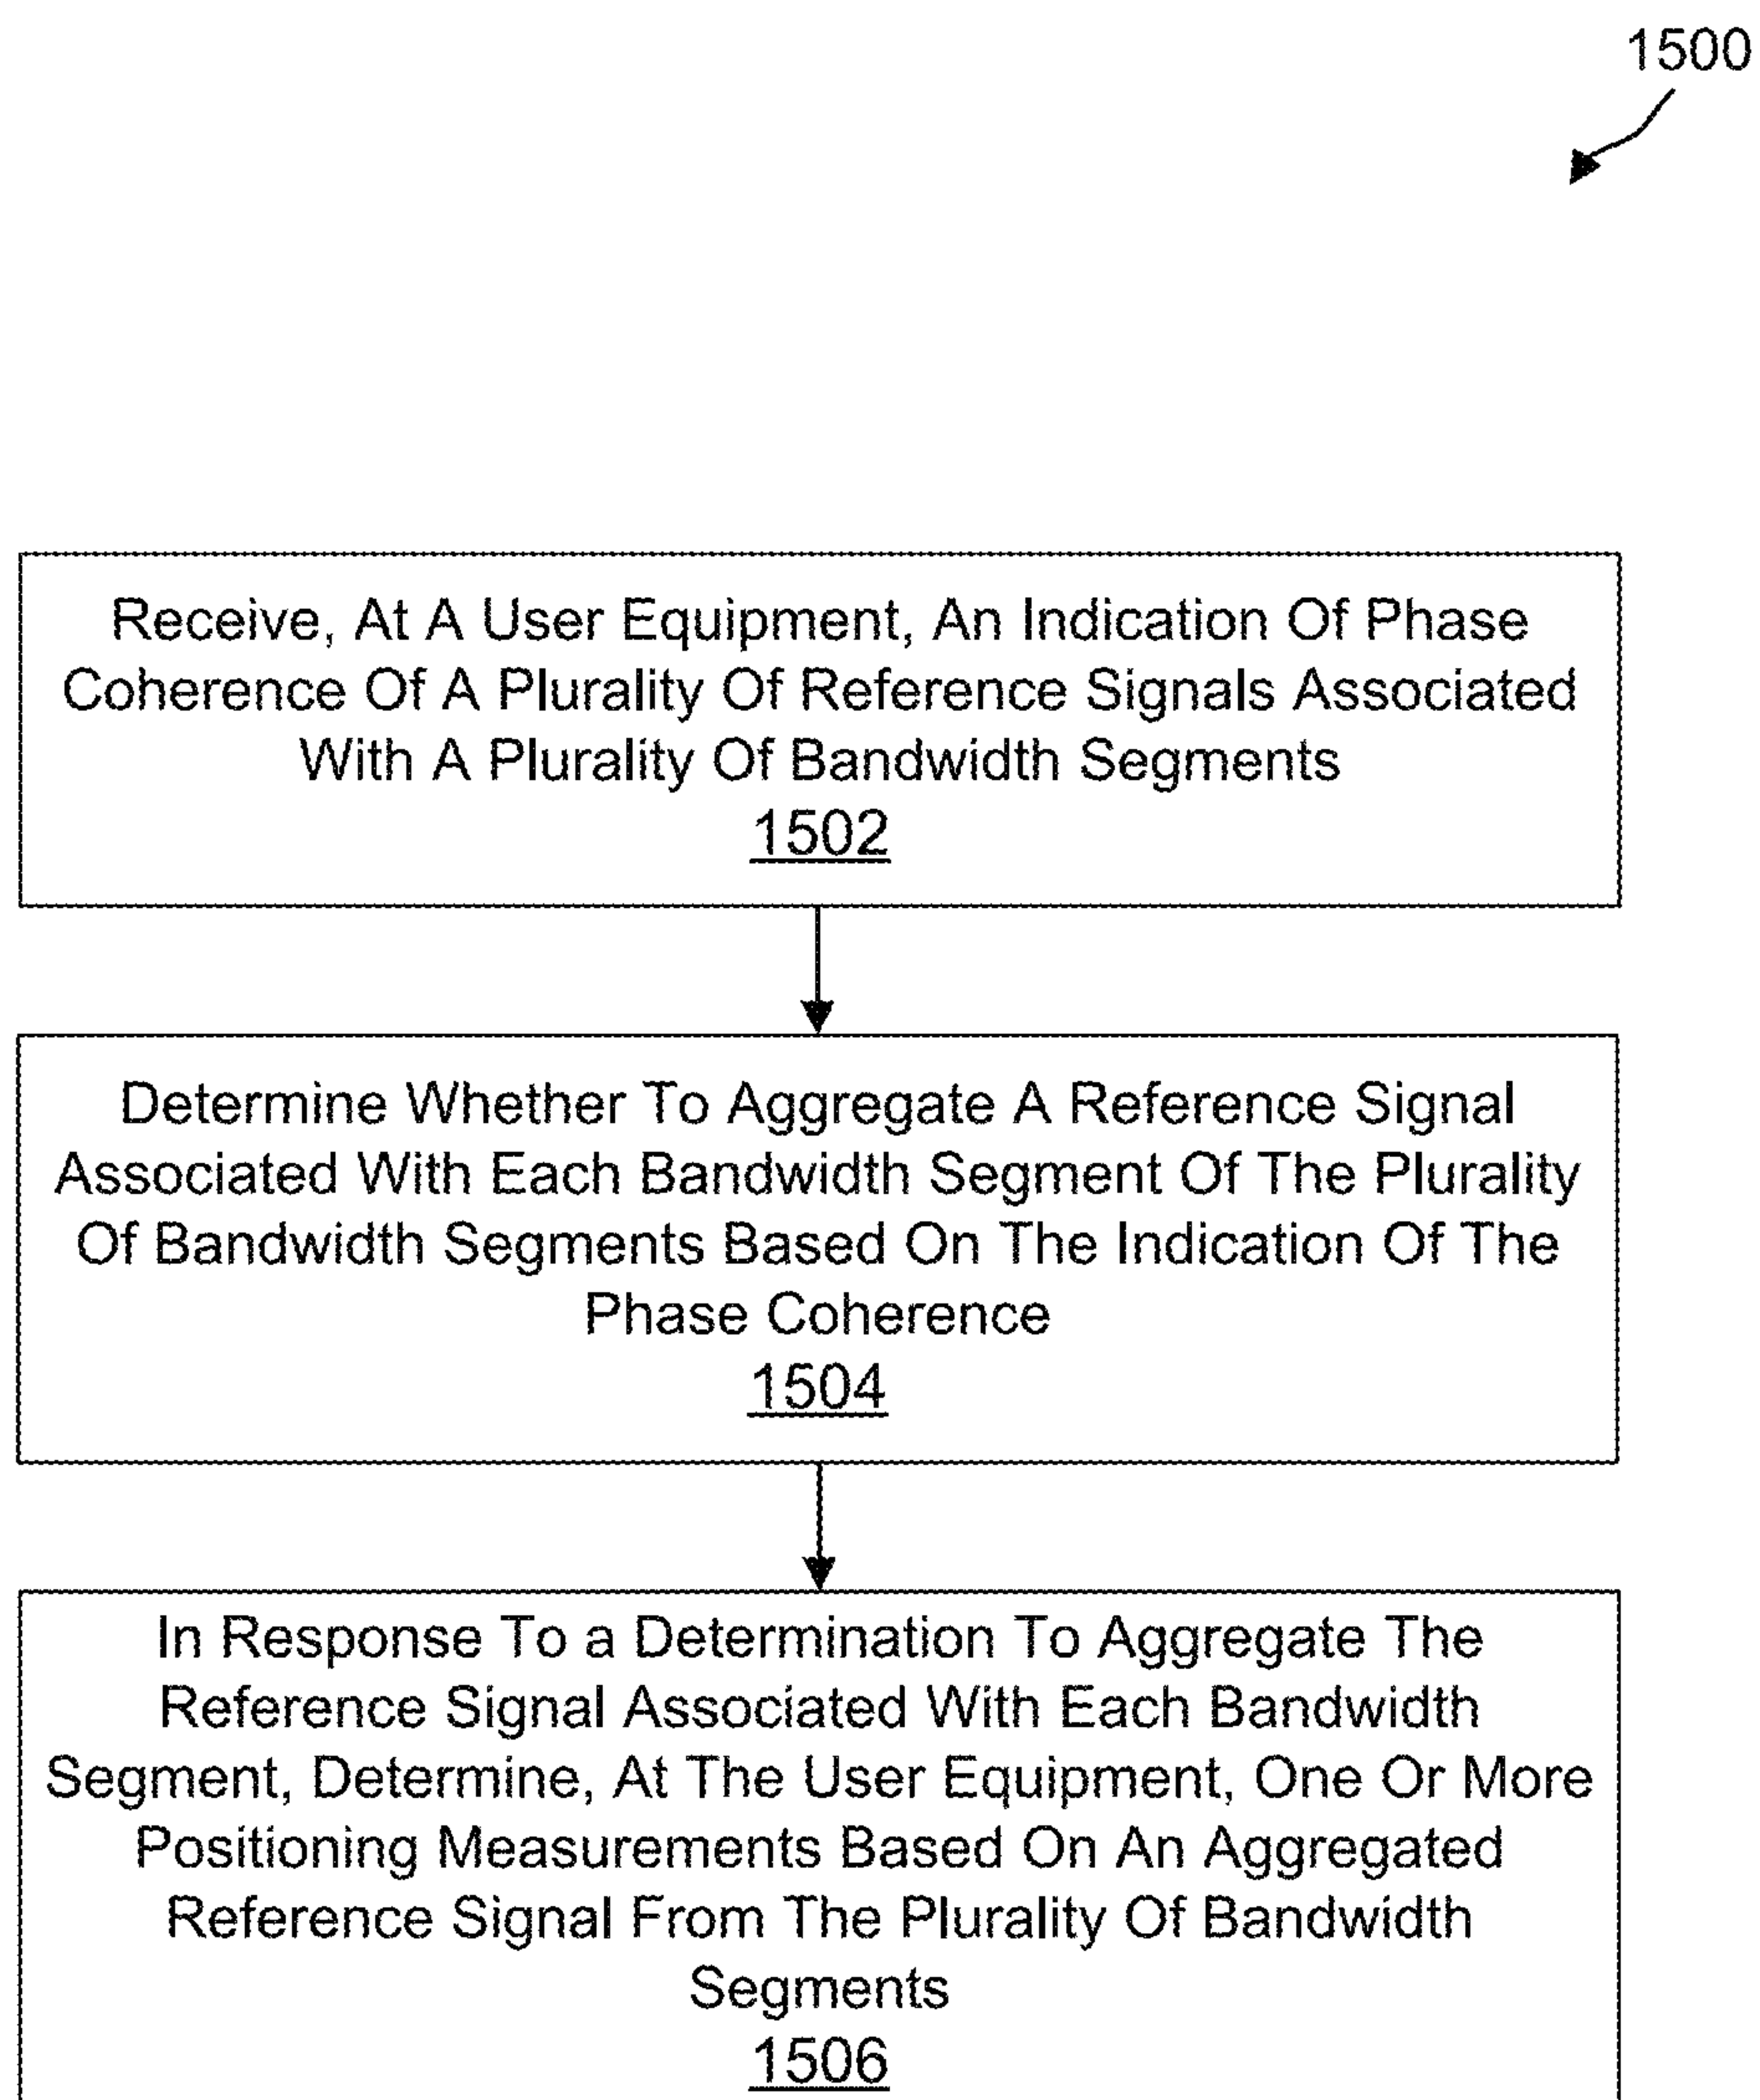 1500
Receive, At A User Equipment, An Indication Of Phase
Coherence Of A Plurality Of Reference Signals Associated
With A Plurality Of Bandwidth Segments
1502
Determine Whether To Aggregate A Reference Signal
Associated With Each Bandwidth Segment Of The Plurality
Of Bandwidth Segments Based On The Indication Of The
Phase Coherence
1504
In Response To a Determination To Aggregate The
Reference Signal Associated With Each Bandwidth
Segment, Determine, At The User Equipment, One Or More
Positioning Measurements Based On An Aggregated
Reference Signal From The Plurality Of Bandwidth
Segments
1506